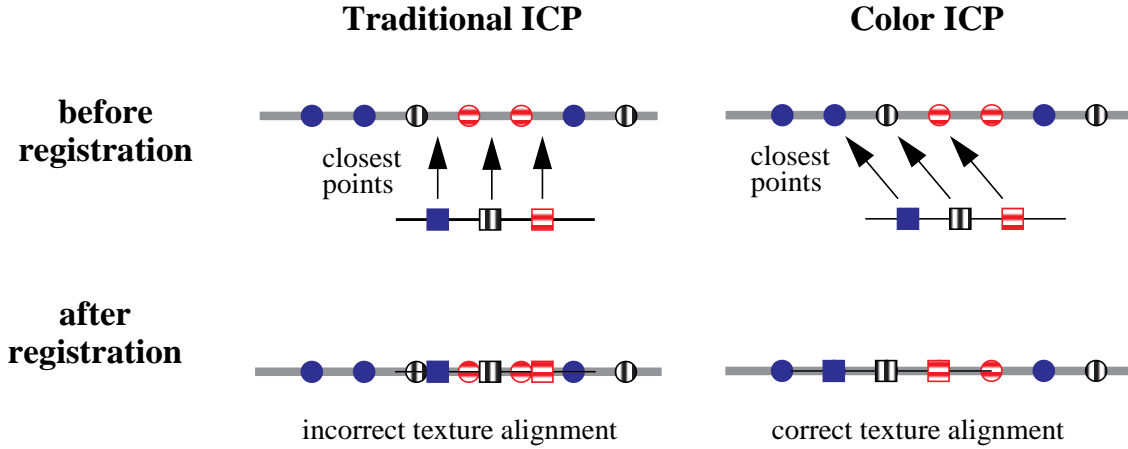 Traditional ICP
Color ICP
before
registration
closest
points
closest
points
after
registration
incorrect texture alignment
correct texture alignment